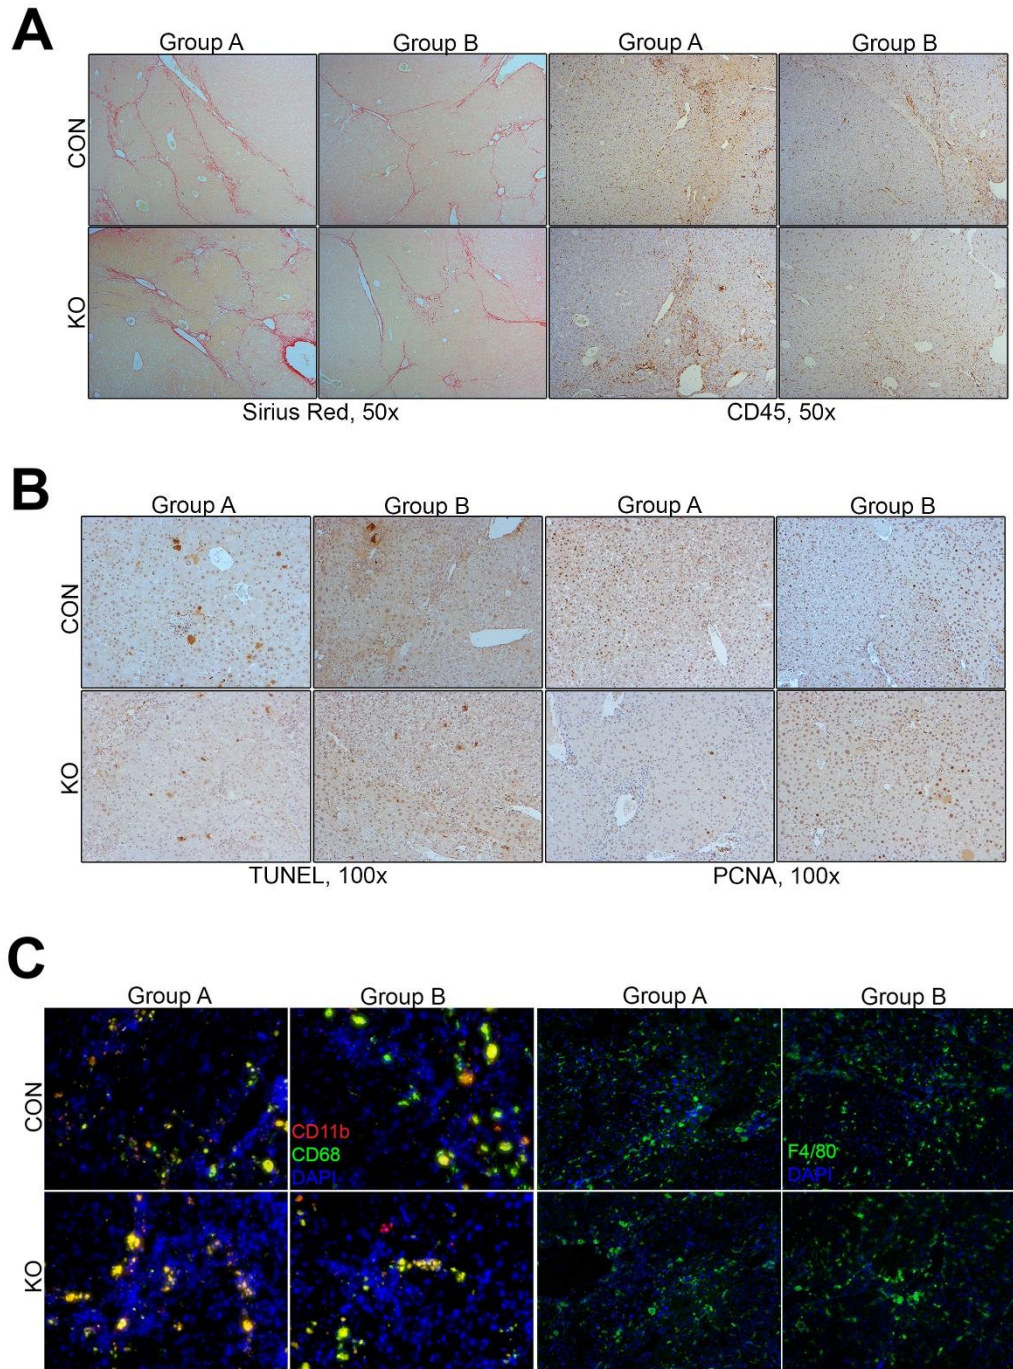 A
Group A Group B Group A Group B
CON
KO
Sirius Red, 50x CD45, 50x
B
Group A Group B Group A Group B
CON
KO
TUNEL, 100x PCNA, 100x
C
Group A Group B Group A Group B
CON
CD11b
CD68
DAPI
F4/80
DAPI
KO